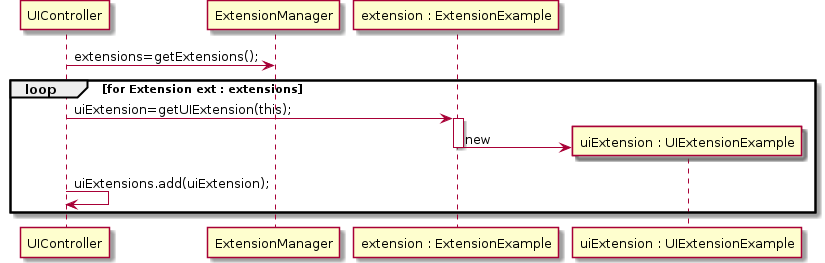 UIController
ExtensionManager
extension : ExtensionExample
extensions=getExtensions();
loop
[for Extension ext : extensions]
uiExtension=getUIExtension(this);
new
uiExtension : UIExtensionExample
uiExtensions.add(uiExtension);
UIController
ExtensionManager
extension : ExtensionExample
uiExtension : UIExtensionExample